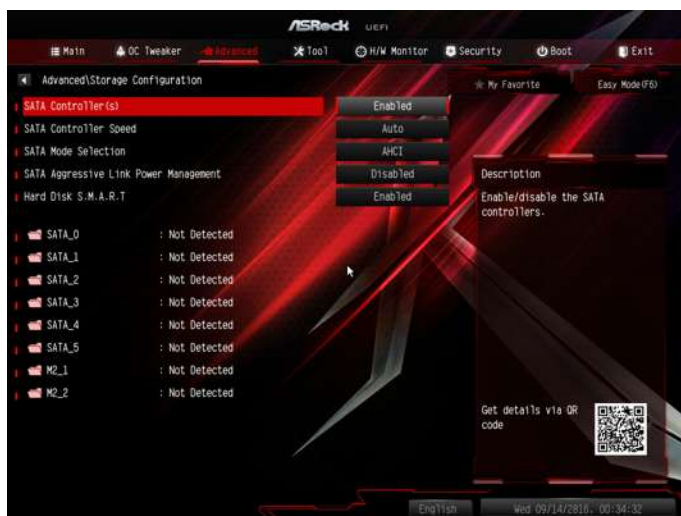 ASRock UEFI
Main OC Tweaker Advanced Tool H/W Monitor Security Boot Exit
Advanced\Storage Configuration
My Favorite Easy Mode(F6)
SATA Controller(s) Enabled
SATA Controller Speed Auto
SATA Mode Selection AHCI
SATA Aggressive Link Power Management Disabled
Hard Disk S.M.A.R.T Enabled
Description
Enable/disable the SATA
controllers.
SATA_0 : Not Detected
SATA_1 : Not Detected
SATA_2 : Not Detected
SATA_3 : Not Detected
SATA_4 : Not Detected
SATA_5 : Not Detected
M2_1 : Not Detected
M2_2 : Not Detected
Get details via QR
code
English Wed 09/14/2816, 00:34:32